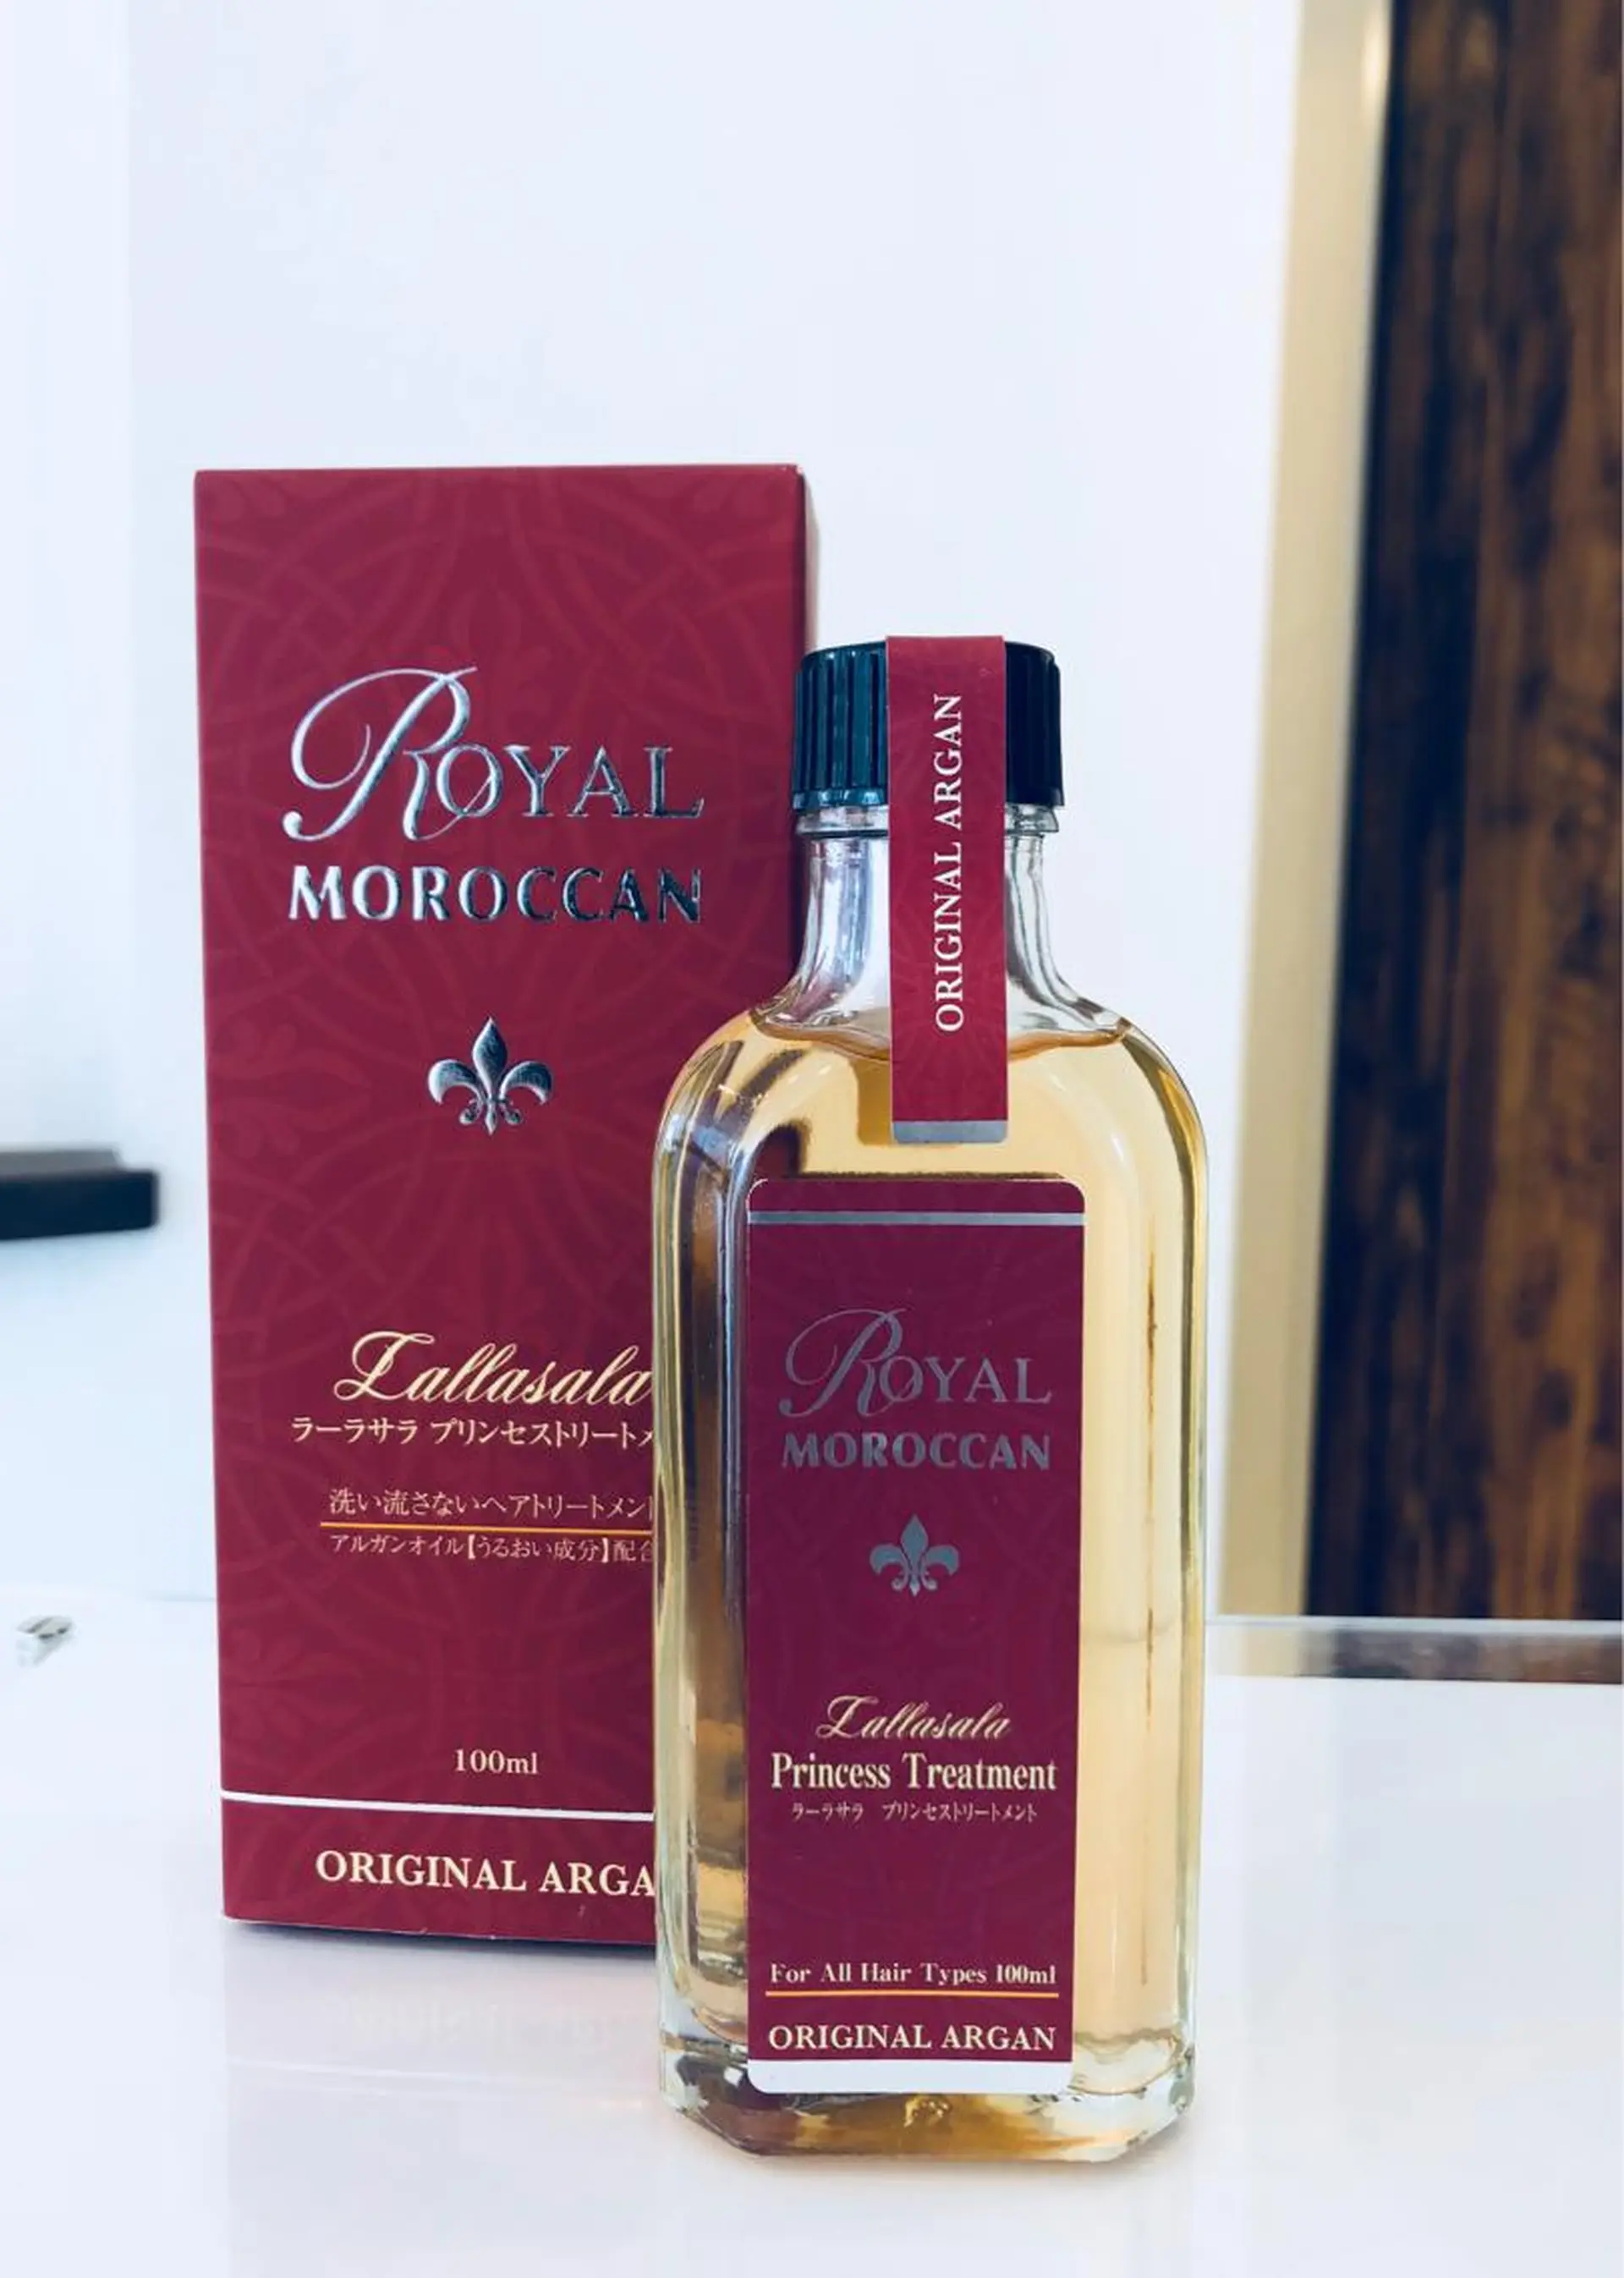 ROYAL
MOROCCAN
Lallasala
ラーラサラ プリンセストリートメ
洗い流さないヘアトリートメント
アルガンオイル【うるおい成分】配合
100ml
ORIGINAL ARGA
ORIGINAL ARGAN
ROYAL
MOROCCAN
Lallasala
Princess Treatment
ラーラサラ プリンセストリートメント
For All Hair Types 100ml
ORIGINAL ARGAN